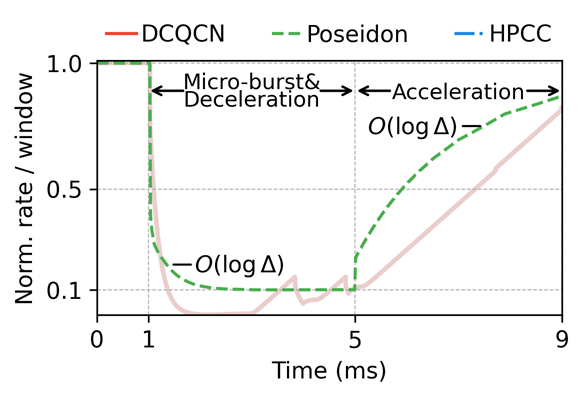 DCQCN Poseidon HPCC
Norm. rate / window
1.0
0.5
0.1
Micro-burst&
Deceleration
Acceleration
O(log Δ)
O(log Δ)
0 1 5 9
Time (ms)